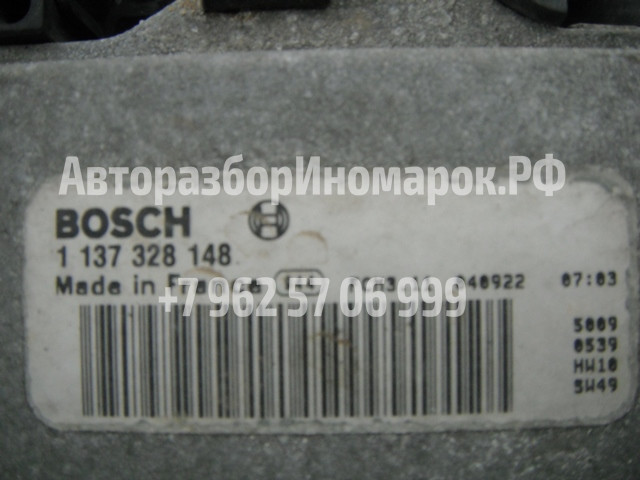 АвторазборИномарок.РФ
BOSCH
1 137 328 148
Made in France 040922 07:03
+7962 57 06 999
5009
0539
HW10
SW49